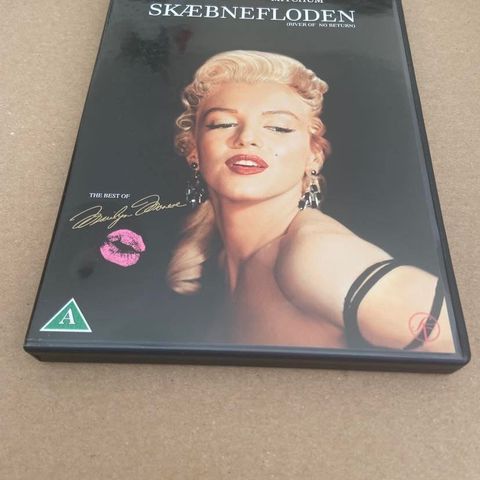 MITCHUM
SKÆBNEFLODEN
(RIVER OF NO RETURN)
THE BEST OF
Marilyn Monroe
A